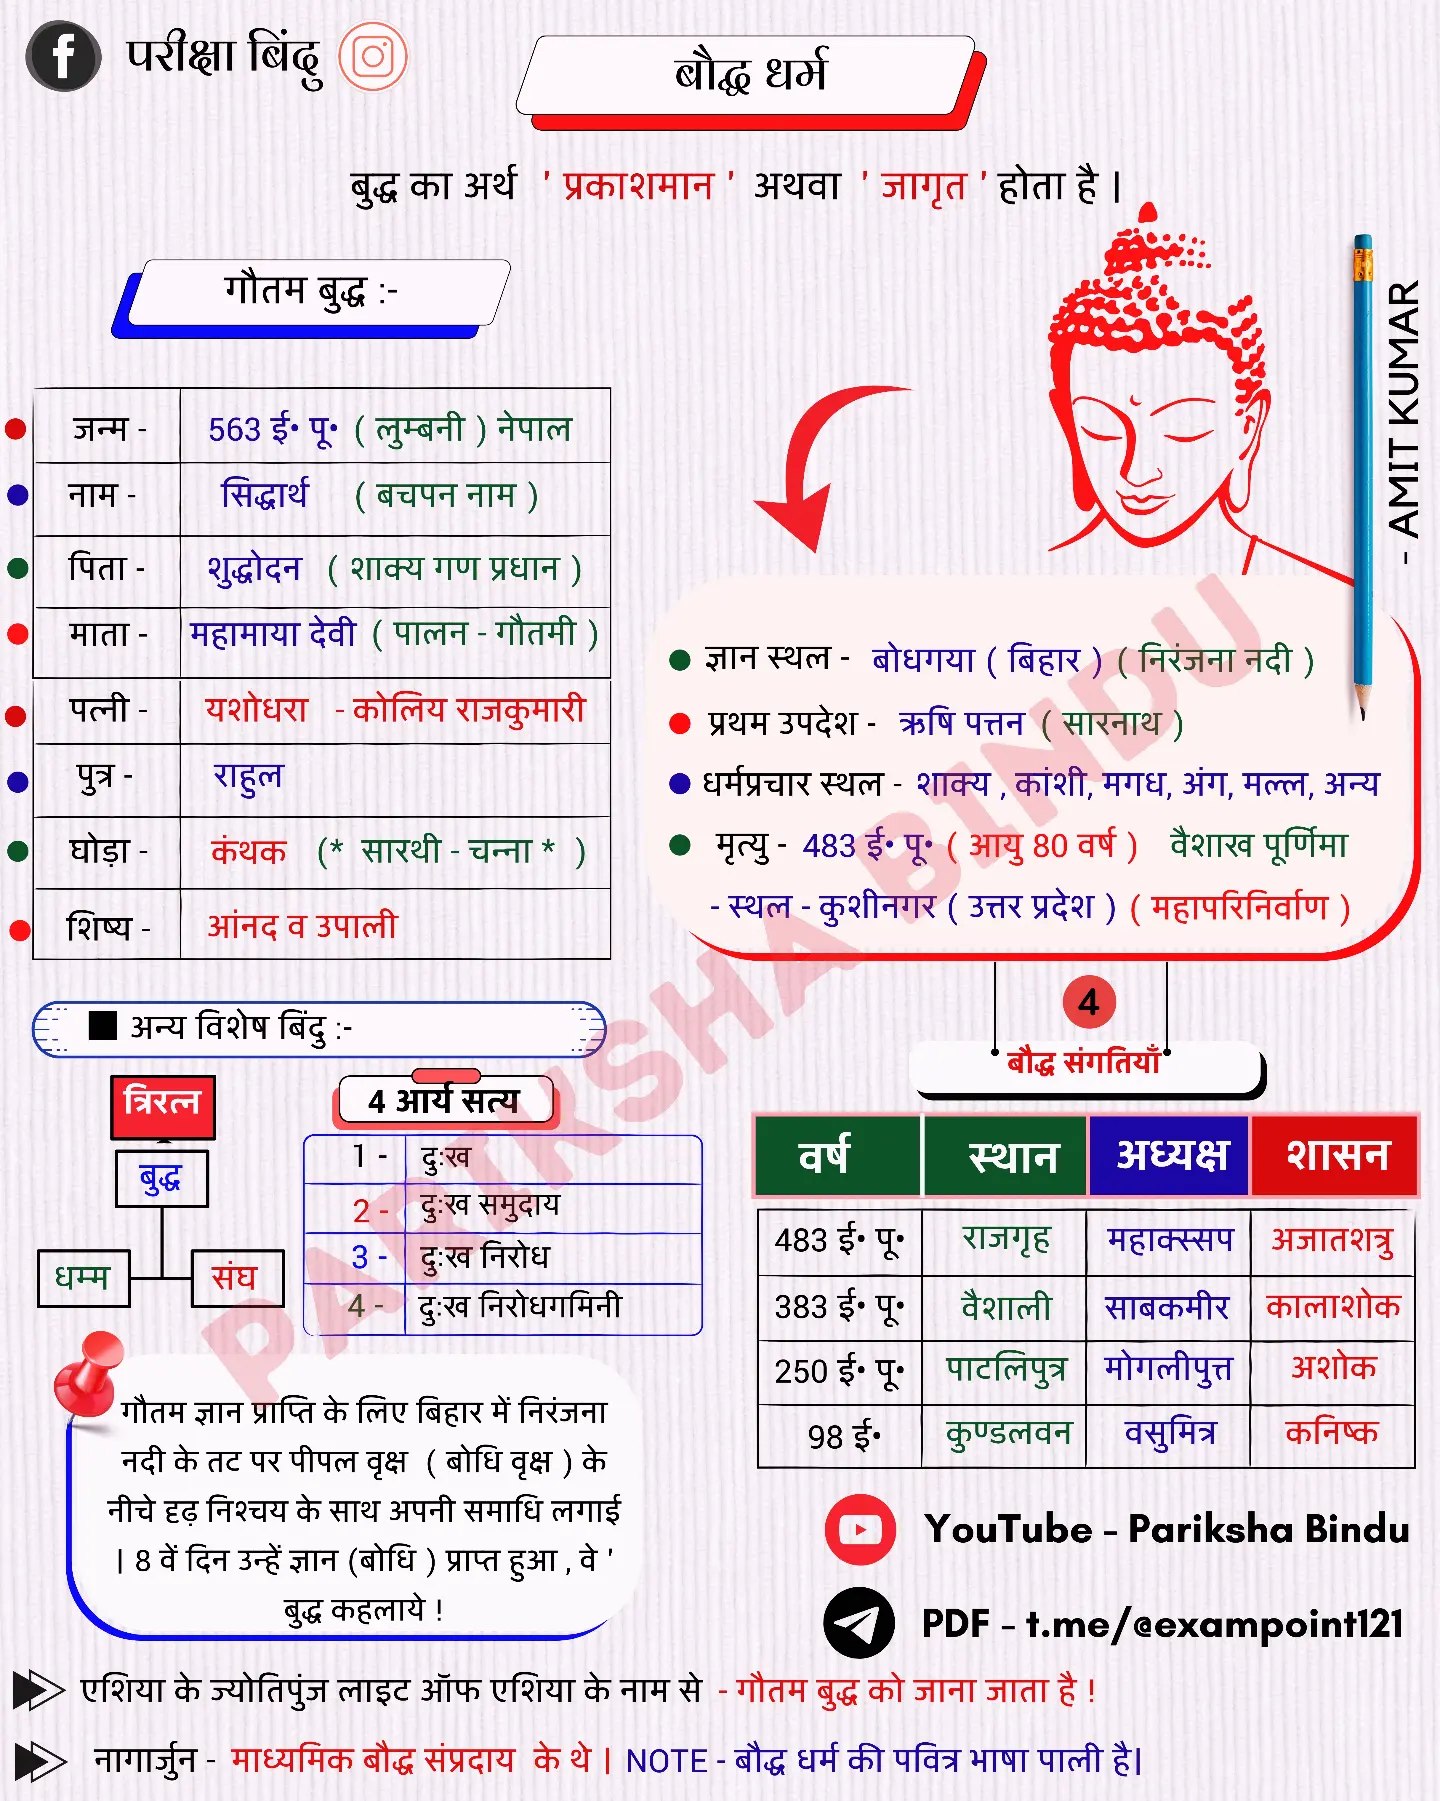 परीक्षा बिंदु
बौद्ध धर्म
बुद्ध का अर्थ ' प्रकाशमान ' अथवा ' जागृत ' होता है |
गौतम बुद्ध :-
जन्म - 563 ई• पू• ( लुम्बनी ) नेपाल
नाम - सिद्धार्थ ( बचपन नाम )
पिता - शुद्धोदन ( शाक्य गण प्रधान )
माता - महामाया देवी ( पालन - गौतमी )
पत्नी - यशोधरा - कोलिय राजकुमारी
पुत्र - राहुल
घोड़ा - कंथक (* सारथी - चन्ना * )
शिष्य - आंनद व उपाली
- AMIT KUMAR
ज्ञान स्थल - बोधगया ( बिहार ) ( निरंजना नदी )
प्रथम उपदेश - ऋषि पत्तन ( सारनाथ )
धर्मप्रचार स्थल - शाक्य , कांशी, मगध, अंग, मल्ल, अन्य
मृत्यु - 483 ई• पू• ( आयु 80 वर्ष ) वैशाख पूर्णिमा
- स्थल - कुशीनगर ( उत्तर प्रदेश ) ( महापरिनिर्वाण )
अन्य विशेष बिंदु :-
त्रिरत्न
बुद्ध
धम्म संघ
4 आर्य सत्य
1 - दुःख
2 - दुःख समुदाय
3 - दुःख निरोध
4 - दुःख निरोधगमिनी
4
बौद्ध संगतियाँ
वर्ष स्थान अध्यक्ष शासन
483 ई• पू• राजगृह महाक्स्सप अजातशत्रु
383 ई• पू• वैशाली साबकमीर कालाशोक
250 ई• पू• पाटलिपुत्र मोगलीपुत्त अशोक
98 ई• कुण्डलवन वसुमित्र कनिष्क
गौतम ज्ञान प्राप्ति के लिए बिहार में निरंजना
नदी के तट पर पीपल वृक्ष ( बोधि वृक्ष ) के
नीचे दृढ़ निश्चय के साथ अपनी समाधि लगाई
| 8 वें दिन उन्हें ज्ञान (बोधि ) प्राप्त हुआ , वे '
बुद्ध कहलाये !
YouTube - Pariksha Bindu
PDF - t.me/@exampoint121
एशिया के ज्योतिपुंज लाइट ऑफ एशिया के नाम से - गौतम बुद्ध को जाना जाता है !
नागार्जुन - माध्यमिक बौद्ध संप्रदाय के थे | NOTE - बौद्ध धर्म की पवित्र भाषा पाली है|
PARIKSHA BINDU